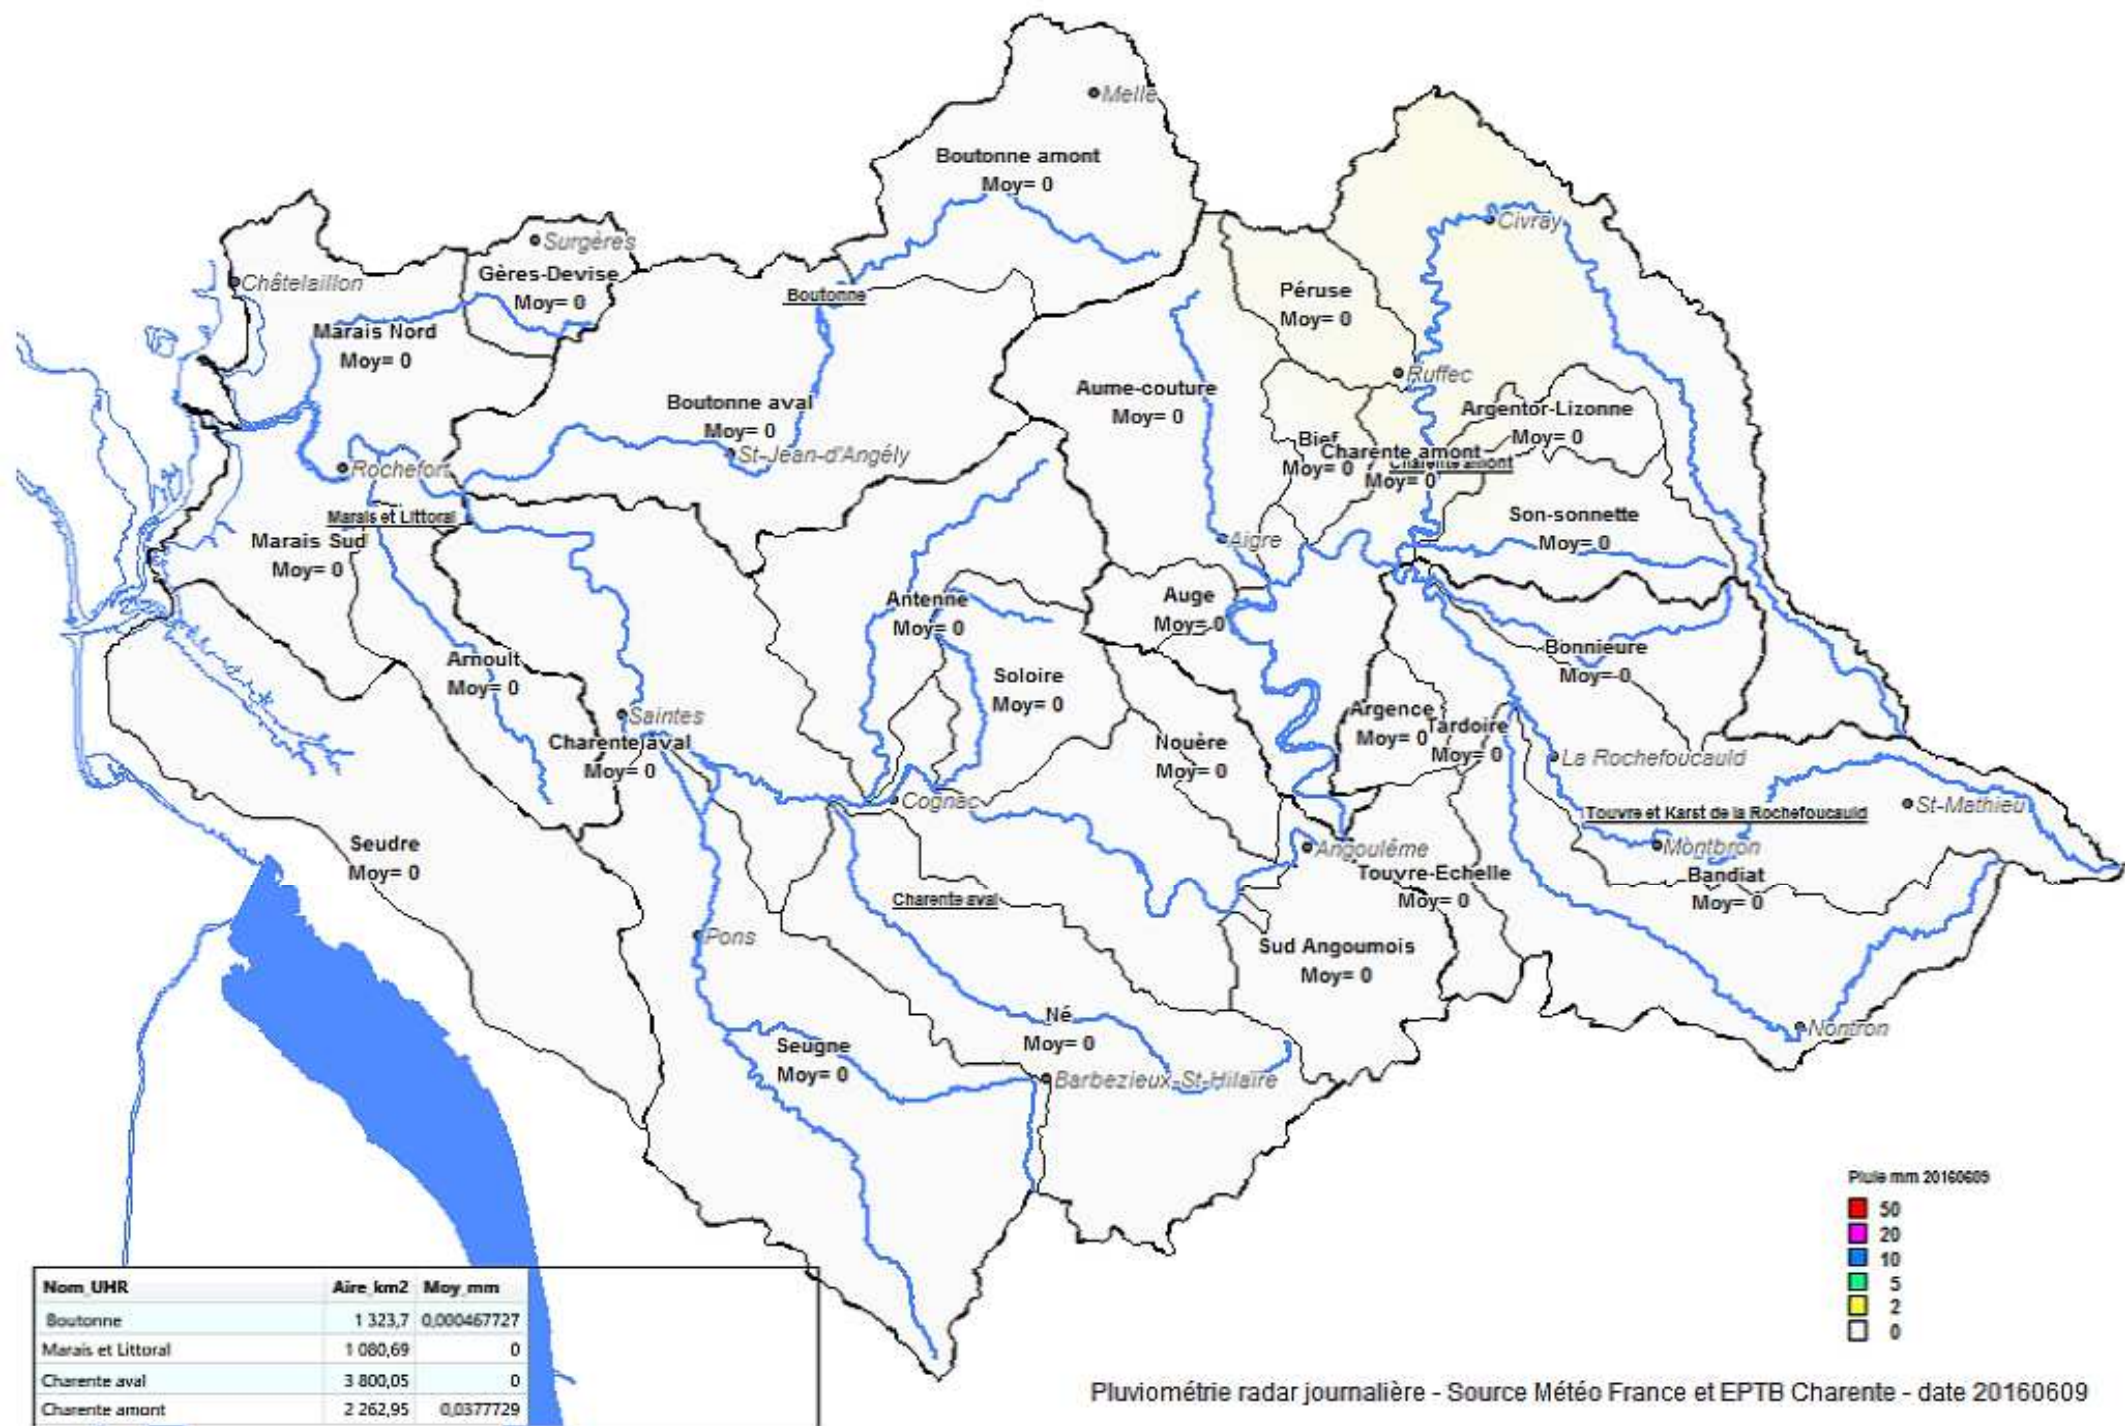 Melle
Boutonne amont
Moy= 0
Civray
Surgères
Gères-Devise
Moy= 0
Châtelaillon
Boutonne
Péruse
Moy= 0
Marais Nord
Moy= 0
Ruffec
Aume-couture
Moy= 0
Boutonne aval
Moy= 0
Argentor-Lizonne
Moy= 0
St-Jean-d'Angély
Bief
Moy= 0
Charente amont
Moy= 0
Charente amont
Rochefort
Marais et Littoral
Son-sonnette
Moy= 0
Marais Sud
Moy= 0
Aigre
Antenne
Moy= 0
Auge
Moy= 0
Bonnieure
Moy= 0
Arnoult
Moy= 0
Soloire
Moy= 0
Saintes
Argence
Moy= 0
Tardoire
Moy= 0
Charente aval
Moy= 0
Nouère
Moy= 0
La Rochefoucauld
Cognac
St-Mathieu
Touvre et Karst de la Rochefoucauld
Seudre
Moy= 0
Angoulême
Montbron
Touvre-Echelle
Moy= 0
Bandiat
Moy= 0
Charente aval
Pons
Sud Angoumois
Moy= 0
Né
Moy= 0
Nontron
Seugne
Moy= 0
Barbezieux-St-Hilaire
Pluie mm 20160609
50
20
10
5
2
0
Nom_UHR Aire_km2 Moy_mm
Boutonne 1 323,7 0,000467727
Marais et Littoral 1 080,69 0
Charente aval 3 800,05 0
Charente amont 2 262,95 0,0377729
Pluviométrie radar journalière - Source Météo France et EPTB Charente - date 20160609